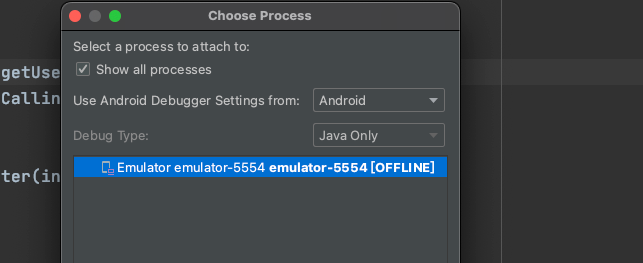 Choose Process
Select a process to attach to:
getUse
Show all processes
Callin
Use Android Debugger Settings from: Android
Debug Type: Java Only
Emulator emulator-5554 emulator-5554 [OFFLINE]
ter(in